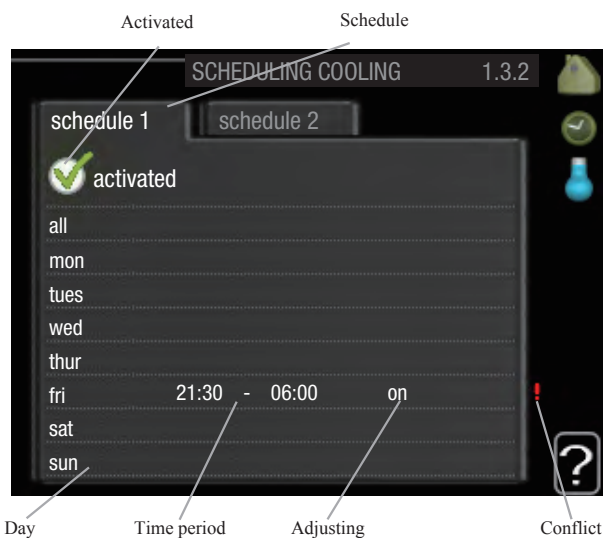 Activated Schedule
SCHEDULING COOLING 1.3.2
schedule 1 schedule 2
activated
all
mon
tues
wed
thur
fri 21:30 - 06:00 on !
sat
sun
?
Day Time period Adjusting Conflict